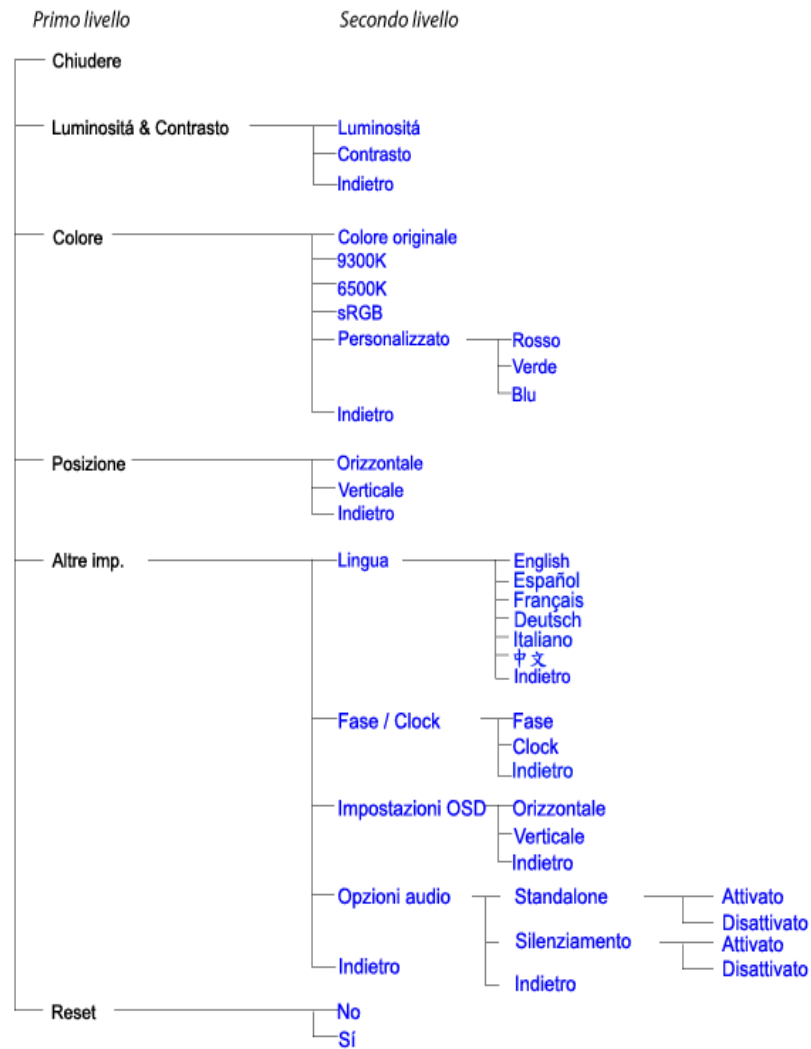 Primo livello Secondo livello
Chiudere
Luminositá & Contrasto Luminositá
Contrasto
Indietro
Colore Colore originale
9300K
6500K
sRGB
Personalizzato Rosso
Verde
Blu
Indietro
Posizione Orizzontale
Verticale
Indietro
Altre imp. Lingua English
Español
Français
Deutsch
Italiano
中文
Indietro
Fase / Clock Fase
Clock
Indietro
Impostazioni OSD Orizzontale
Verticale
Indietro
Opzioni audio Standalone Attivato
Disattivato
Silenziamento Attivato
Disattivato
Indietro Indietro
Reset No
Sí